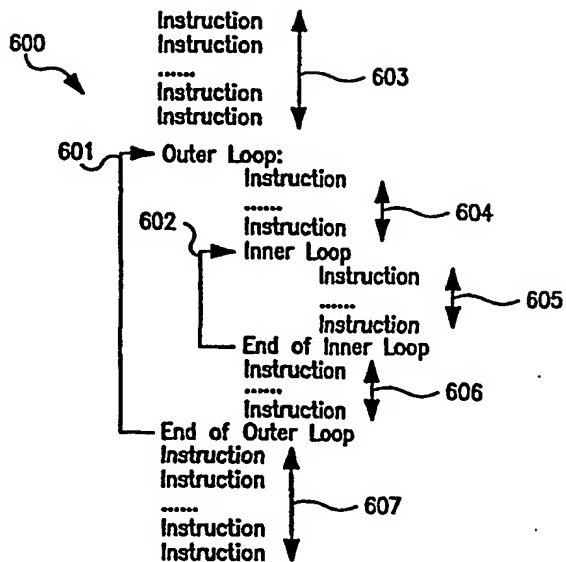 Instruction
600 Instruction
......
603
Instruction
Instruction
601 Outer Loop:
Instruction
......
604
602 Instruction
Inner Loop
Instruction
......
605
Instruction
End of Inner Loop
Instruction
......
606
Instruction
End of Outer Loop
Instruction
Instruction
......
607
Instruction
Instruction